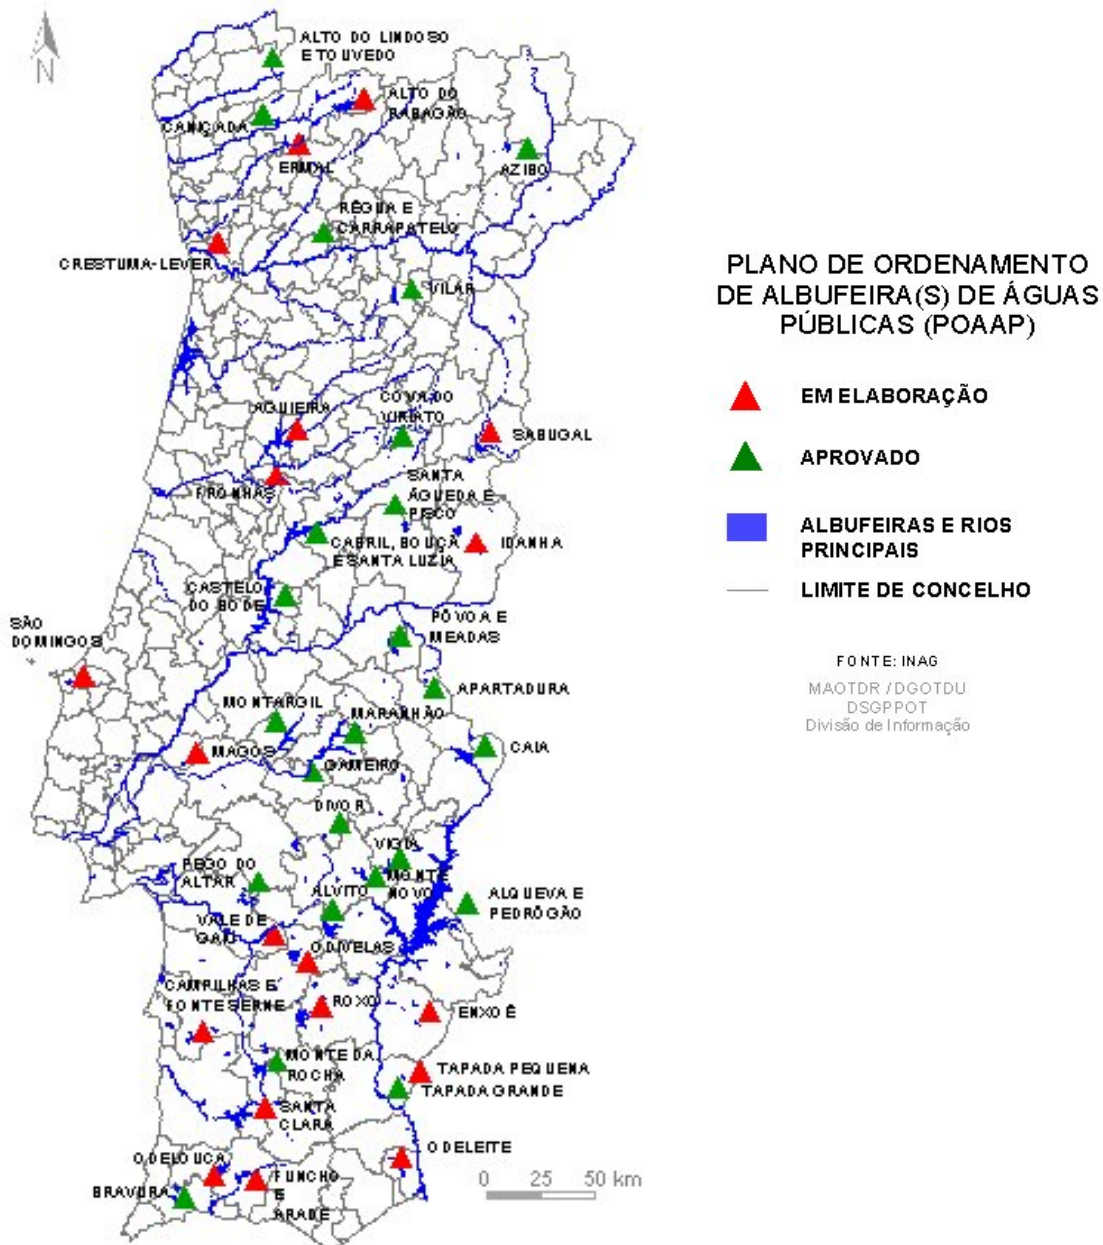 N
ALTO DO LINDOSO
E TOUVEDO
ALTO DO
RABAGÃO
CANIÇADA
ERMAL
AZIBO
RÉGUA E
CARRAPATELO
CRESTUMA-LEVER
VILAR
AGUIEIRA
COVA DO
VIRIATO
SABUGAL
FRONHAS
SANTA
ÁGUEDA E
PISCO
CABRIL, BOUÇÃ
E SANTA LUZIA
IDANHA
CASTELO
DO BODE
PÓVOA E
MEADAS
SÃO
DOMINGOS
APARTADURA
MONTARGIL
MARANHÃO
MAGOS
CAIA
GAMEIRO
DIVOR
VIGIA
PEGO DO
ALTAR
MONTE
NOVO
ALVITO
ALQUEVA E
PEDRÓGÃO
VALE DE
GAIO
ODIVELAS
CAMPILHAS E
FONTE SERNE
ROXO
ENXOÉ
MONTE DA
ROCHA
TAPADA PEQUENA
TAPADA GRANDE
SANTA
CLARA
ODELEITE
ODELOUCA
FUNCHO
E
ARADE
BRAVURA
0 25 50 km
PLANO DE ORDENAMENTO
DE ALBUFEIRA(S) DE ÁGUAS
PÚBLICAS (POAAP)
EM ELABORAÇÃO
APROVADO
ALBUFEIRAS E RIOS
PRINCIPAIS
LIMITE DE CONCELHO
FONTE: INAG
MAOTDR / DGOTDU
DSGPPOT
Divisão de Informação